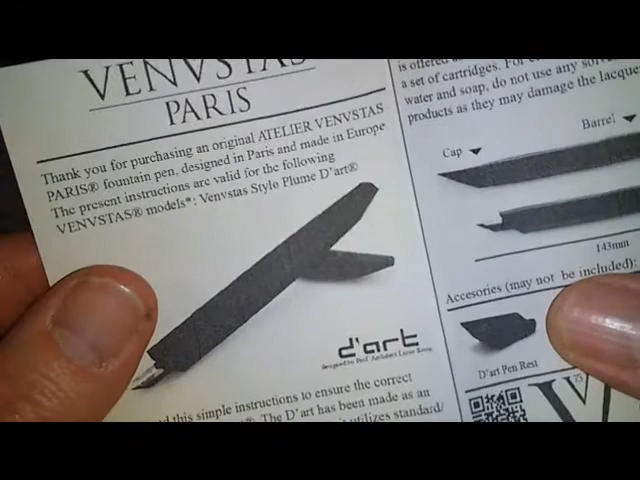 VENVSTAS
PARIS
Thank you for purchasing an original ATELIER VENVSTAS
PARIS® fountain pen, designed in Paris and made in Europe
The present instructions are valid for the following
VENVSTAS® models*: Venvstas Stylo Plume D'art®
d'art
designed by Prof.
this simple instructions to ensure the correct
The D'art has been made as an
utilizes standard/
is offered
a set of cartridges. For
water and soap, do not use any
products as they may damage the lacque
Cap
Barrel
143mm
Accesories (may not be included):
D'art Pen Rest
V